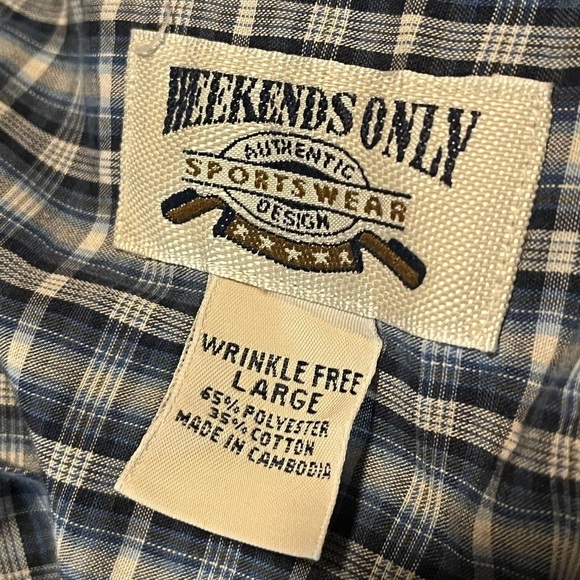 WEEKENDS ONLY
AUTHENTIC
SPORTSWEAR
DESIGN
WRINKLE FREE
LARGE
65% POLYESTER
35% COTTON
MADE IN CAMBODIA